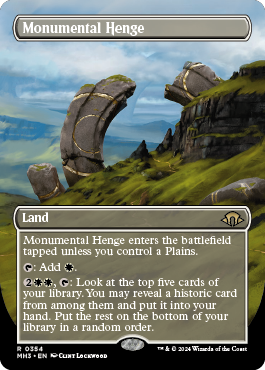 Monumental Henge
Land
Monumental Henge enters the battlefield
tapped unless you control a Plains.
: Add .
2, : Look at the top five cards of
your library. You may reveal a historic card
from among them and put it into your
hand. Put the rest on the bottom of your
library in a random order.
R 0354
MH3 • EN CLINT LOCKWOOD
™ & © 2024 Wizards of the Coast